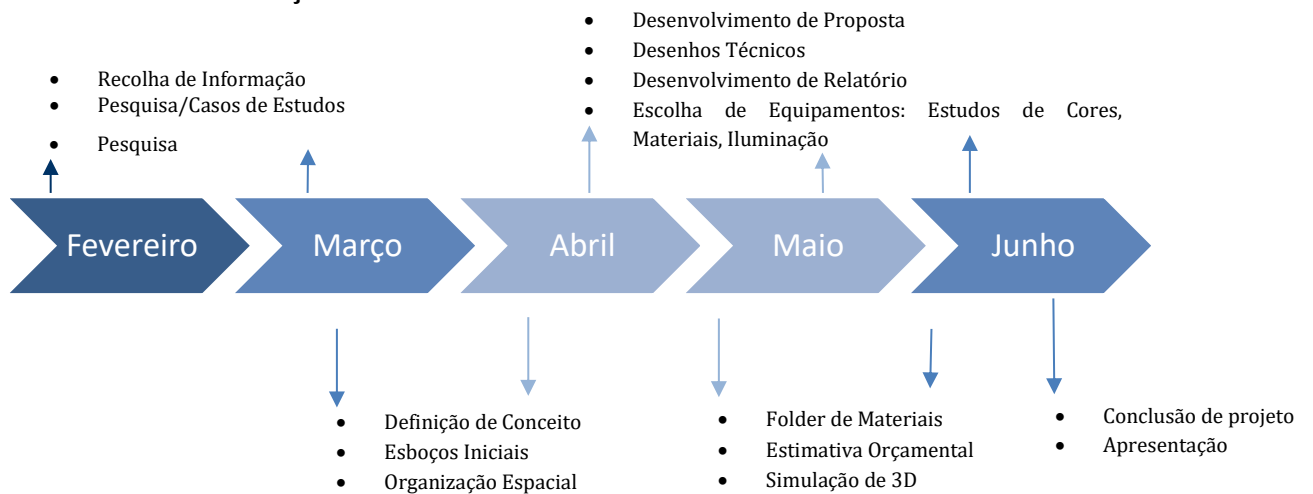 • Desenvolvimento de Proposta
• Desenhos Técnicos
• Desenvolvimento de Relatório
• Escolha de Equipamentos: Estudos de Cores,
Materiais, Iluminação
• Recolha de Informação
• Pesquisa/Casos de Estudos
• Pesquisa
Fevereiro
Março
Abril
Maio
Junho
• Definição de Conceito
• Esboços Iniciais
• Organização Espacial
• Folder de Materiais
• Estimativa Orçamental
• Simulação de 3D
• Conclusão de projeto
• Apresentação